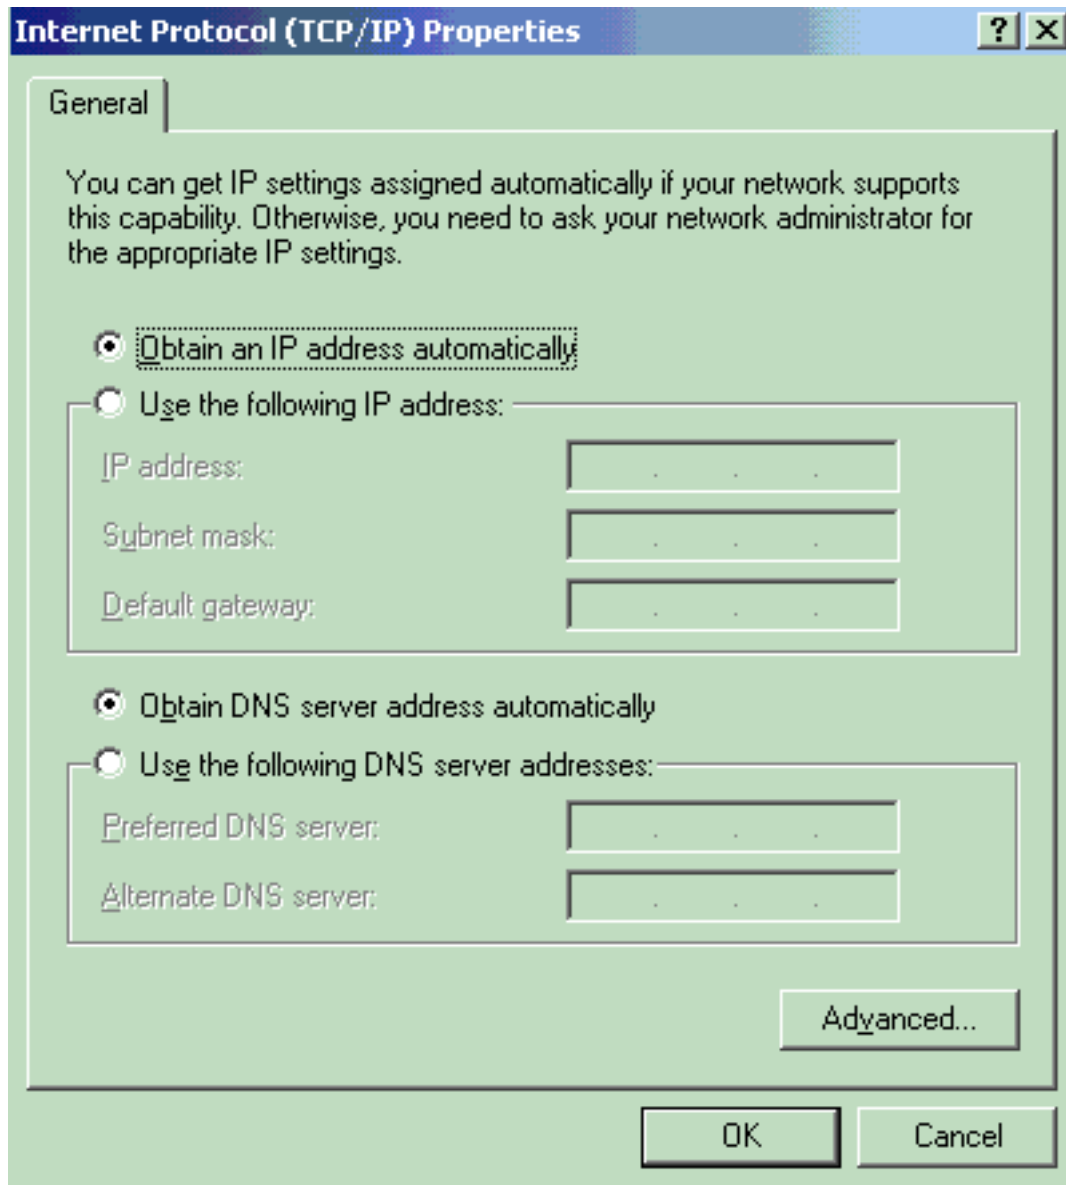 Internet Protocol (TCP/IP) Properties
General
You can get IP settings assigned automatically if your network supports
this capability. Otherwise, you need to ask your network administrator for
the appropriate IP settings.
Obtain an IP address automatically
Use the following IP address:
IP address:
Subnet mask:
Default gateway:
Obtain DNS server address automatically
Use the following DNS server addresses:
Preferred DNS server:
Alternate DNS server:
Advanced...
OK Cancel